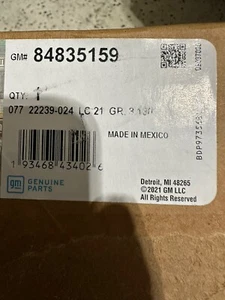 GM# 84835159
QTY. 1
077 22239-024 LC 21 GR. 3.130
MADE IN MEXICO
1 93468 43402 6
gm GENUINE PARTS
Detroit, MI 48265
©2021 GM LLC
All Rights Reserved